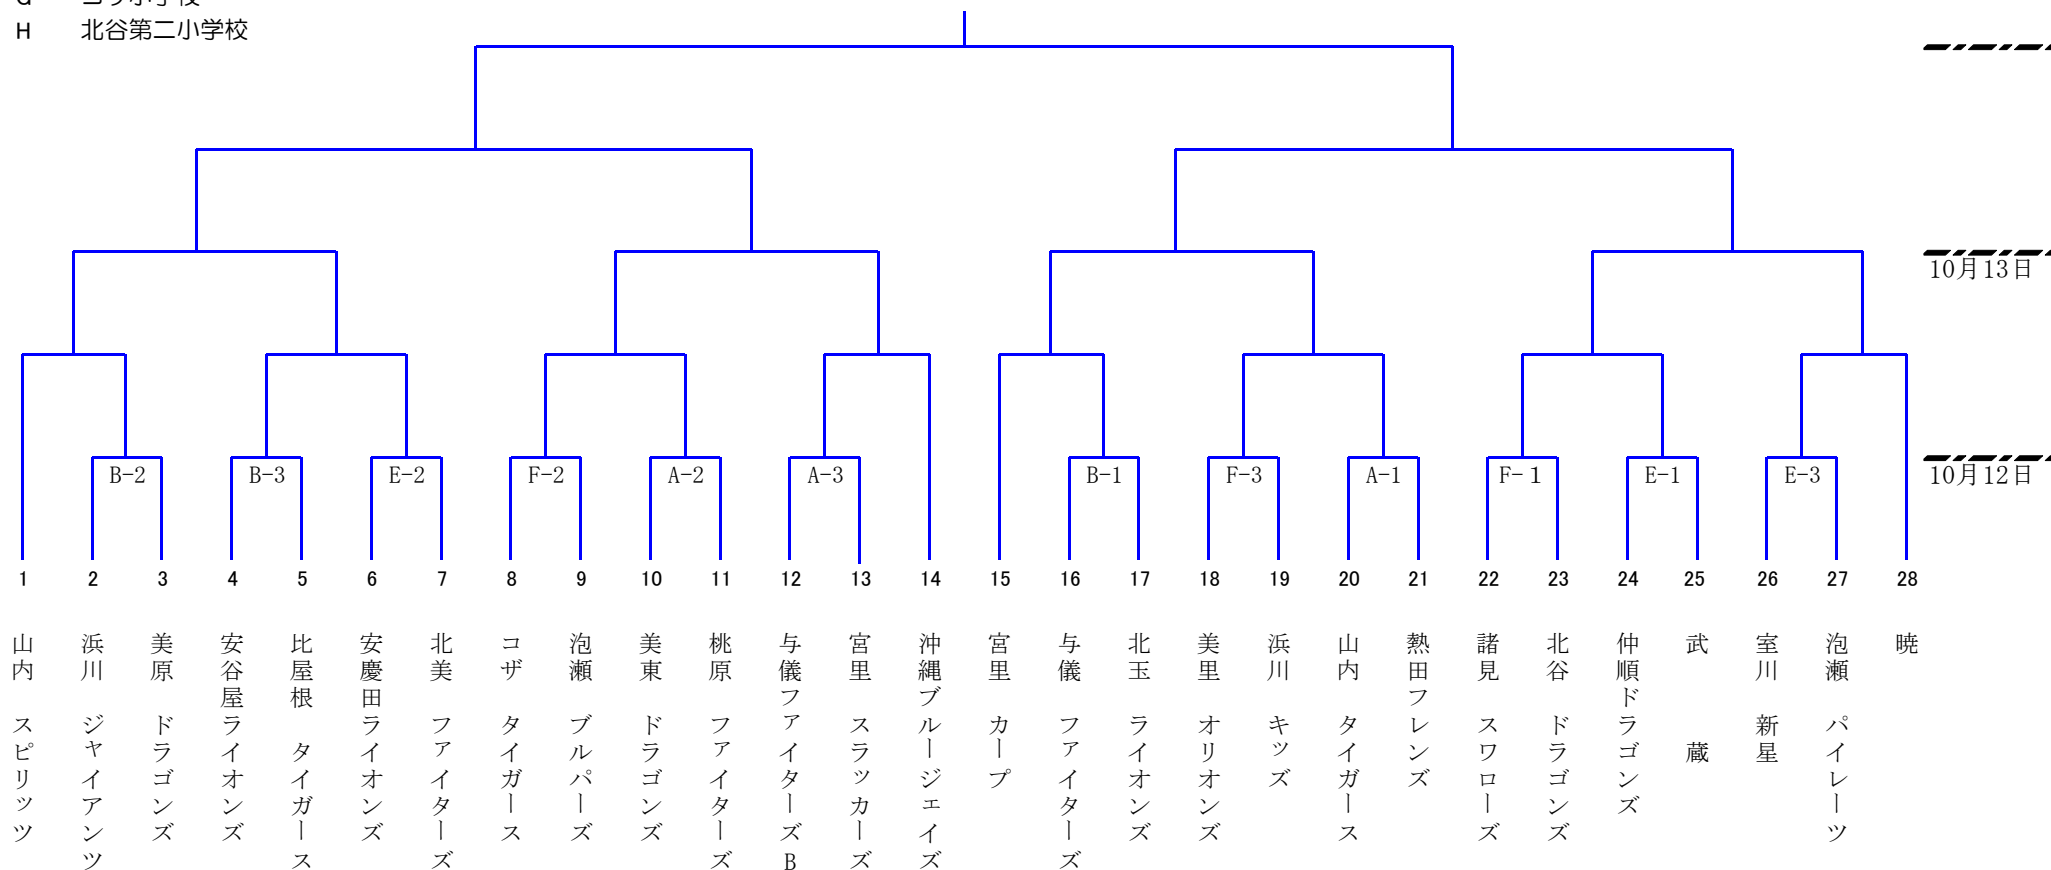 H 北谷第二小学校
10月13日
B-2 B-3 E-2 F-2 A-2 A-3 B-1 F-3 A-1 F-1 E-1 E-3 10月12日
1 2 3 4 5 6 7 8 9 10 11 12 13 14 15 16 17 18 19 20 21 22 23 24 25 26 27 28
山内 スピリッツ
浜川 ジャイアンツ
美原 ドラゴンズ
安谷屋ライオンズ
比屋根 タイガース
安慶田ライオンズ
北美 ファイターズ
コザ タイガース
泡瀬 ブルパーズ
美東 ドラゴンズ
桃原 ファイターズ
与儀ファイターズB
宮里 スラッカーズ
沖縄ブルージェイズ
宮里 カープ
与儀 ファイターズ
北玉 ライオンズ
美里 オリオンズ
浜川 キッズ
山内 タイガース
熱田フレンズ
諸見 スワローズ
北谷 ドラゴンズ
仲順ドラゴンズ
武 蔵
室川 新星
泡瀬 パイレーツ
暁